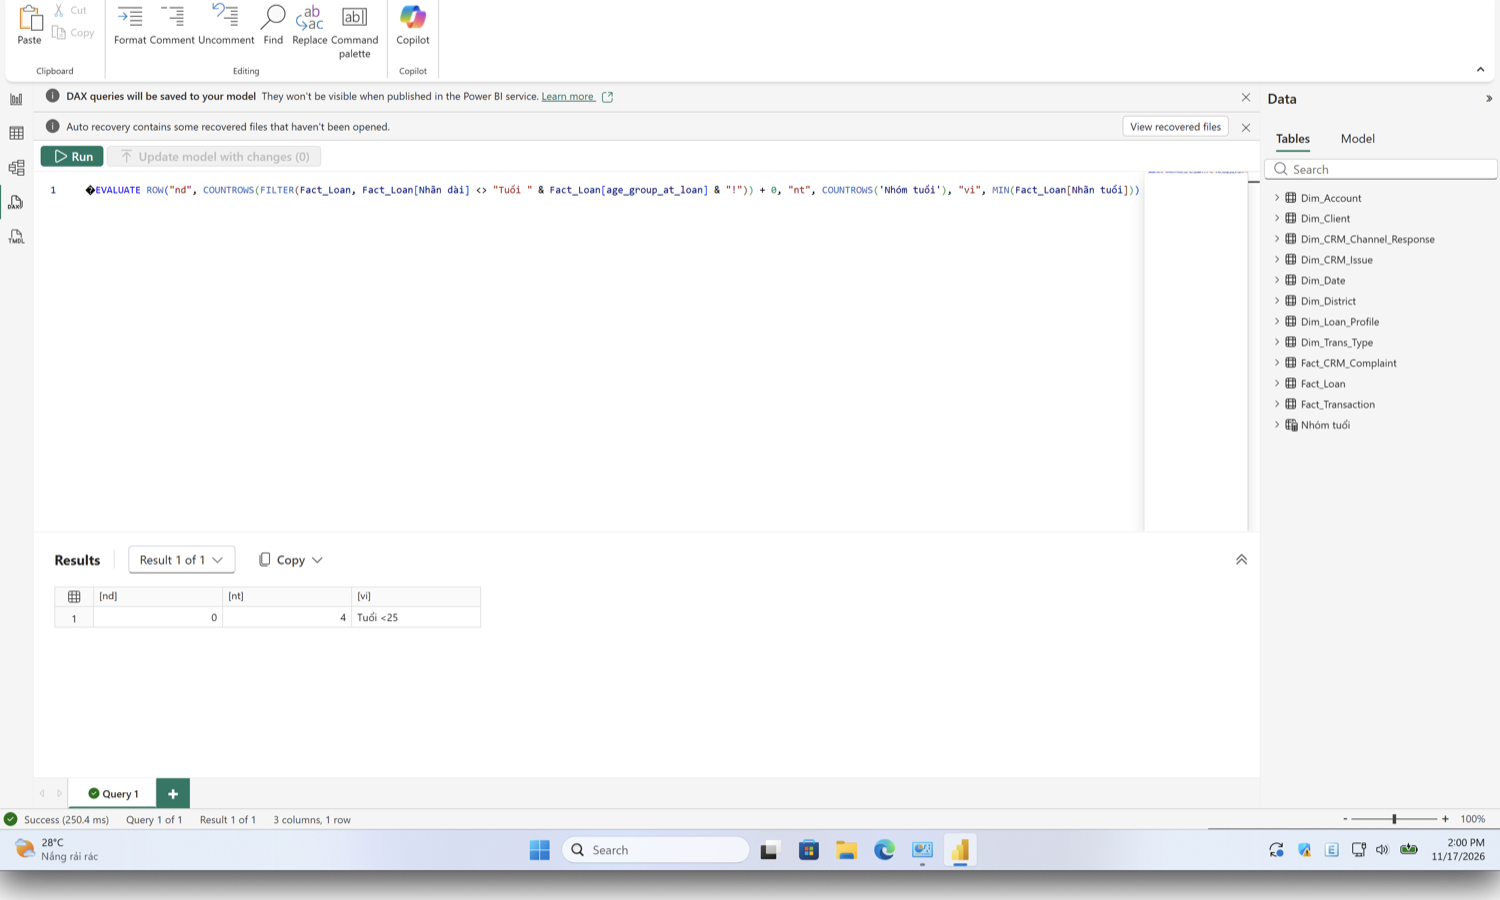 Paste
Cut
Copy
Clipboard
Format Comment Uncomment Find Replace Command palette
Editing
Copilot
Copilot
DAX queries will be saved to your model They won't be visible when published in the Power BI service. Learn more
Auto recovery contains some recovered files that haven't been opened.
View recovered files
Run
Update model with changes (0)
1 �EVALUATE ROW("nd", COUNTROWS(FILTER(Fact_Loan, Fact_Loan[Nhãn dài] <> "Tuổi " & Fact_Loan[age_group_at_loan] & "!")) + 0, "nt", COUNTROWS('Nhóm tuổi'), "vi", MIN(Fact_Loan[Nhãn tuổi]))
DAX
TMDL
Results
Result 1 of 1
Copy
[nd] [nt] [vi]
1 0 4 Tuổi <25
Query 1
+
Success (250.4 ms) Query 1 of 1 Result 1 of 1 3 columns, 1 row
- + 100%
Data
Tables Model
Search
Dim_Account
Dim_Client
Dim_CRM_Channel_Response
Dim_CRM_Issue
Dim_Date
Dim_District
Dim_Loan_Profile
Dim_Trans_Type
Fact_CRM_Complaint
Fact_Loan
Fact_Transaction
Nhóm tuổi
28°C
Nắng rải rác
Search
E
2:00 PM
11/17/2026